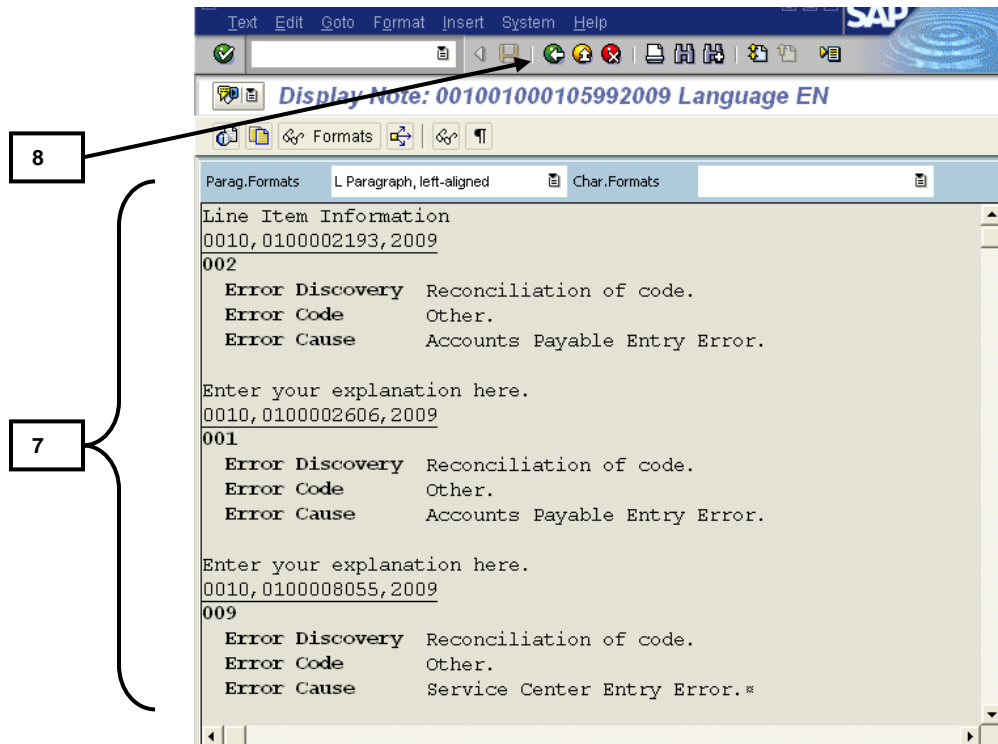 Text Edit Goto Format Insert System Help
SAP
Display Note: 001001000105992009 Language EN
Formats
8
Parag.Formats L Paragraph, left-aligned Char.Formats
Line Item Information
0010,0100002193,2009
002
Error Discovery Reconciliation of code.
Error Code Other.
Error Cause Accounts Payable Entry Error.
Enter your explanation here.
0010,0100002606,2009
7
001
Error Discovery Reconciliation of code.
Error Code Other.
Error Cause Accounts Payable Entry Error.
Enter your explanation here.
0010,0100008055,2009
009
Error Discovery Reconciliation of code.
Error Code Other.
Error Cause Service Center Entry Error.¤